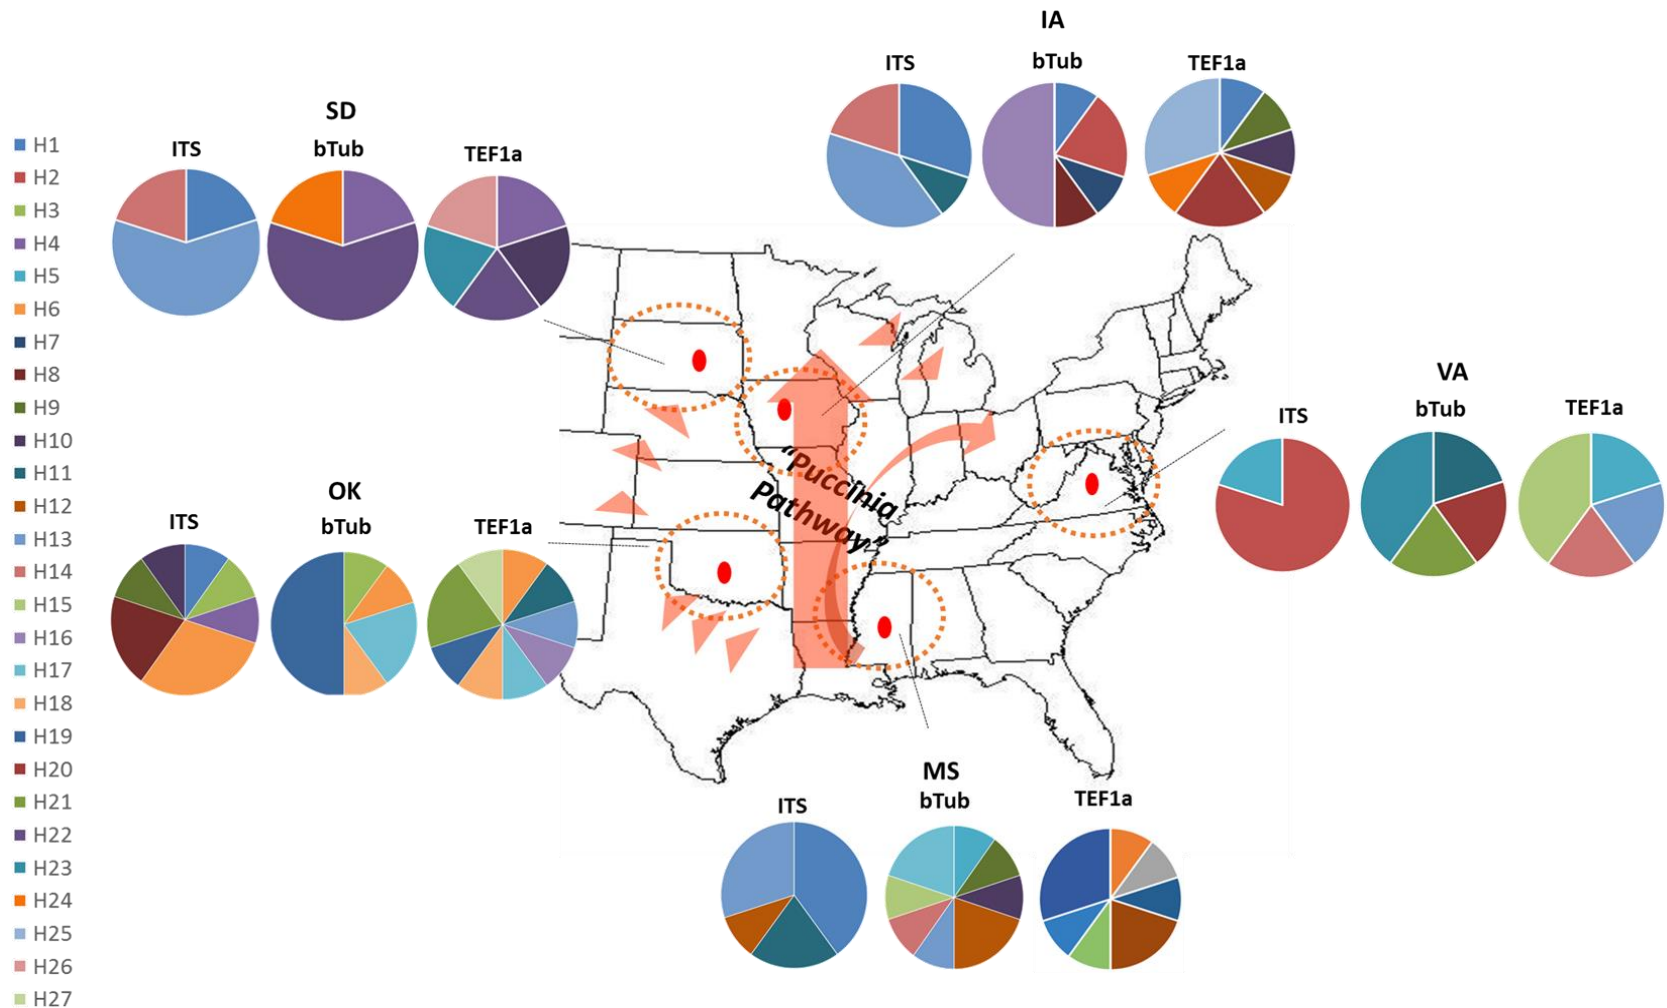 IA
ITS
bTub
TEF1a
SD
ITS
bTub
TEF1a
H1
H2
H3
H4
H5
H6
H7
H8
H9
H10
H11
H12
H13
H14
H15
H16
H17
H18
H19
H20
H21
H22
H23
H24
H25
H26
H27
VA
ITS
bTub
TEF1a
"Puccinia
Pathway"
OK
ITS
bTub
TEF1a
MS
ITS
bTub
TEF1a